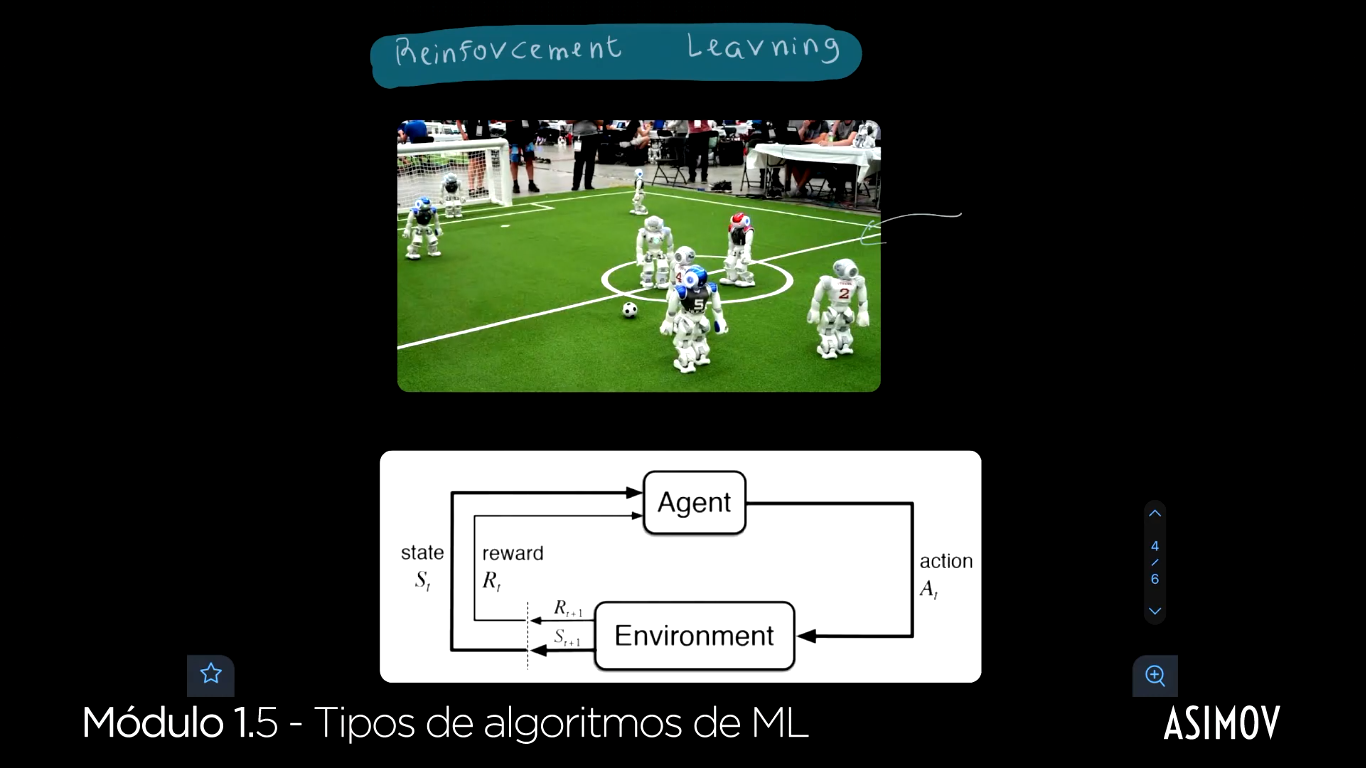 Reinforcement Learning
4
5
2
Agent
state
S_t
reward
R_t
action
A_t
R_{t+1}
S_{t+1}
Environment
4
/
6
Módulo 1.5 - Tipos de algoritmos de ML
ASIMOV